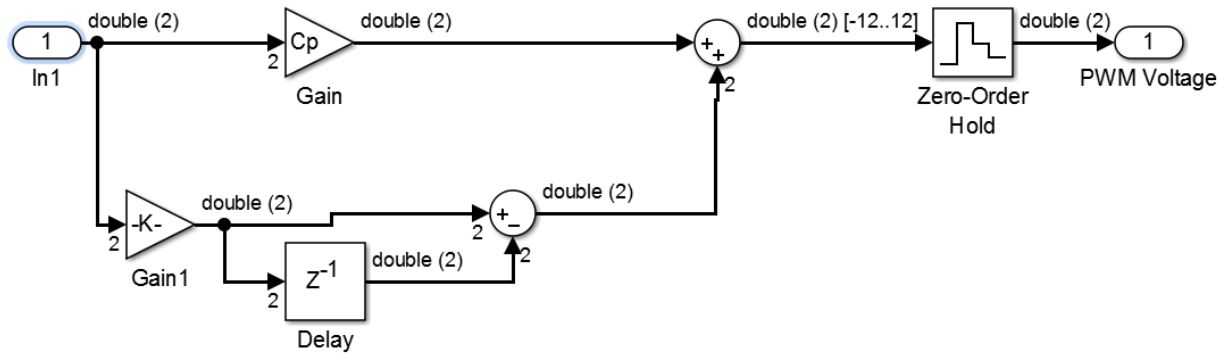 double (2)
double (2)
double (2) [-12..12]
double (2)
1
2
Cp
+
+
1
In1
Gain
2
Zero-Order
Hold
PWM Voltage
double (2)
double (2)
2
-K-
2
+
-
2
Gain1
2
Z-1
double (2)
Delay